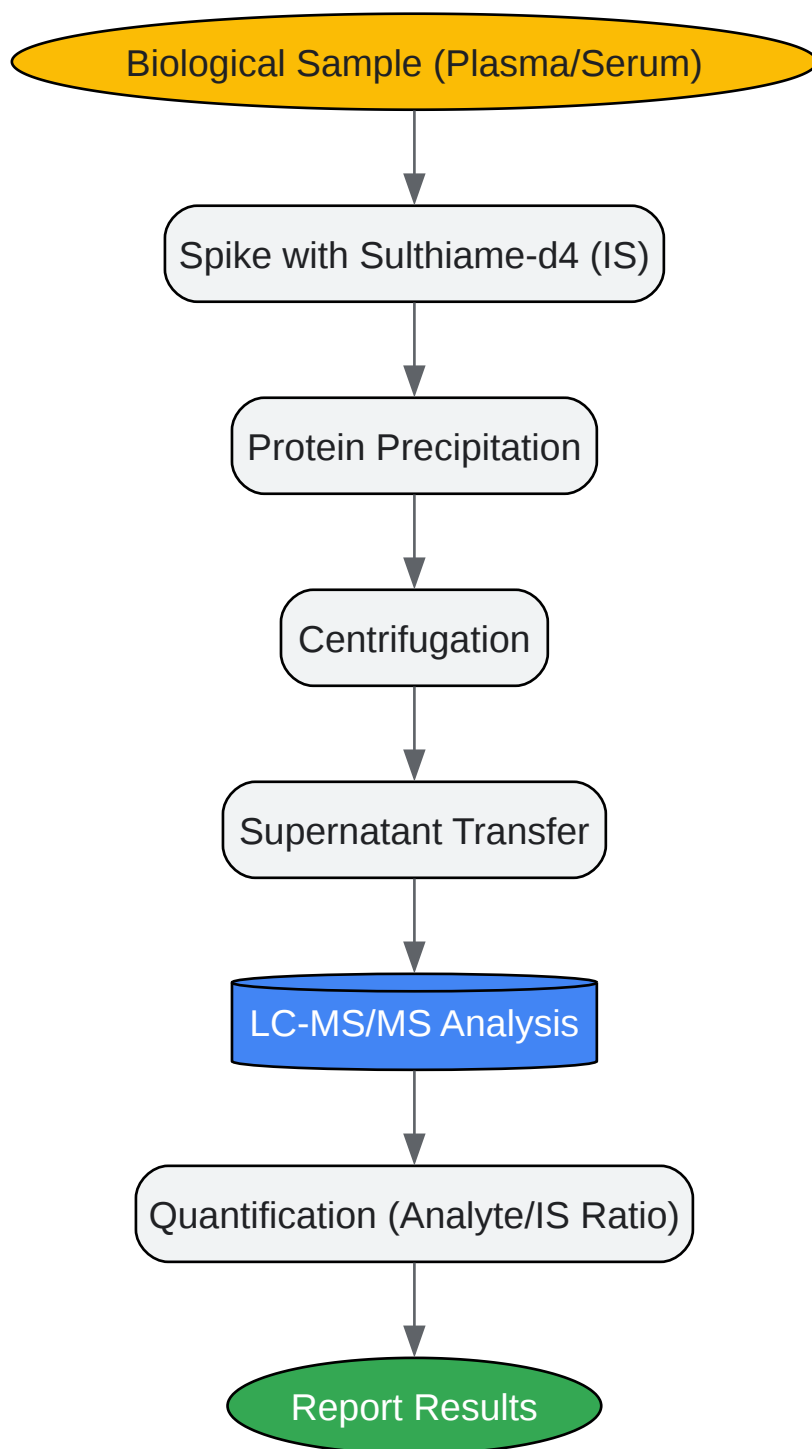 Biological Sample (Plasma/Serum)
Spike with Sulthiame-d4 (IS)
Protein Precipitation
Centrifugation
Supernatant Transfer
LC-MS/MS Analysis
Quantification (Analyte/IS Ratio)
Report Results